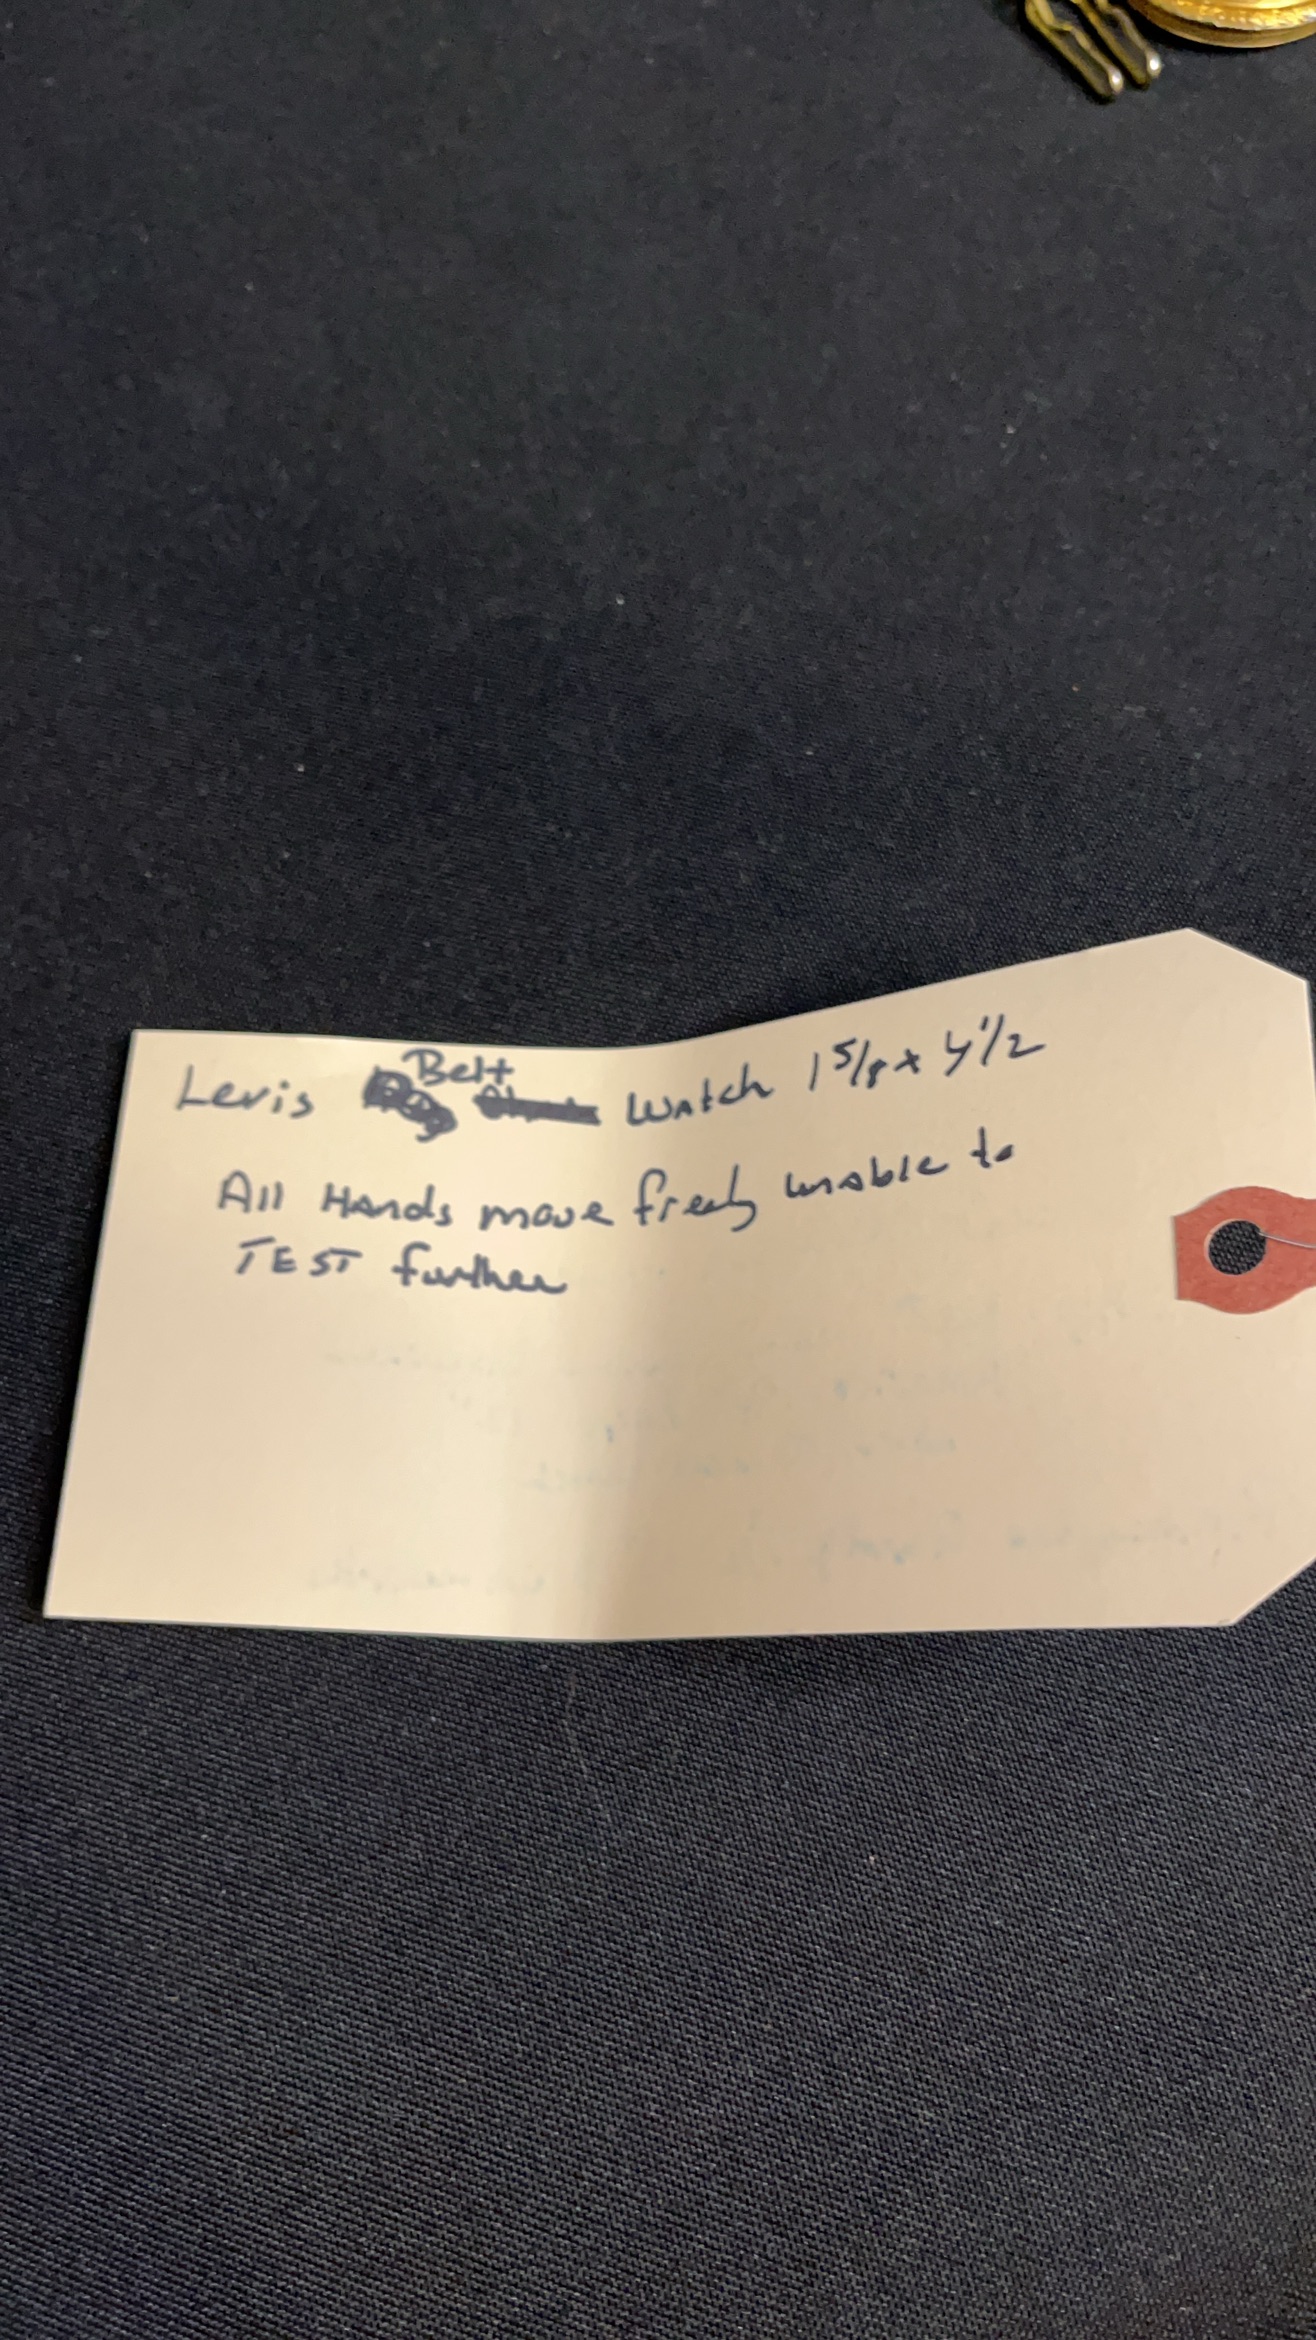 Levis Belt Watch 1 5/8 x 4 1/2
All Hands move freely unable to
TEST further